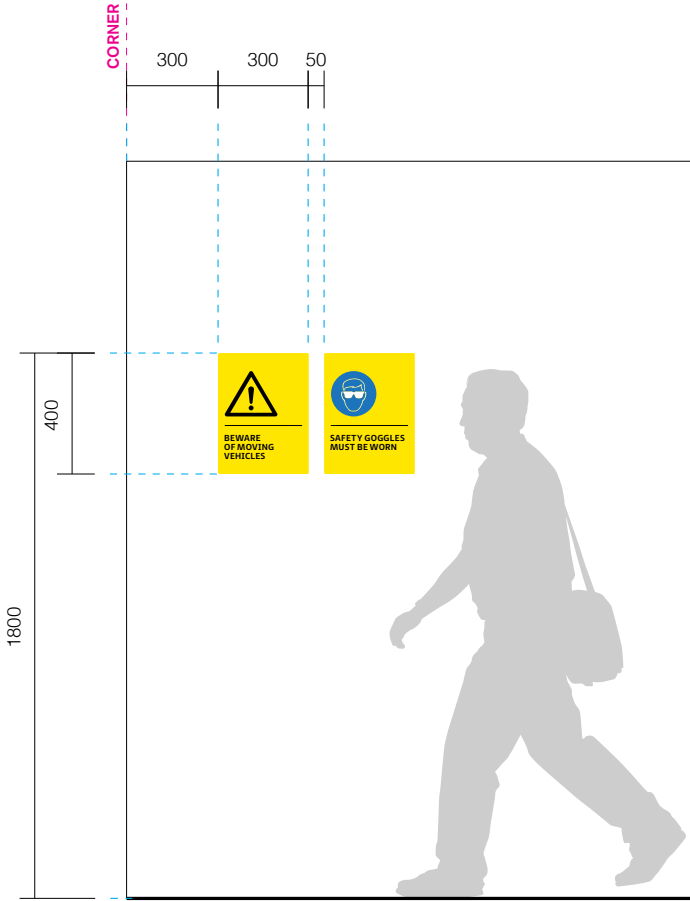 CORNER
300 300 50
400
1800
BEWARE
OF MOVING
VEHICLES
SAFETY GOGGLES
MUST BE WORN